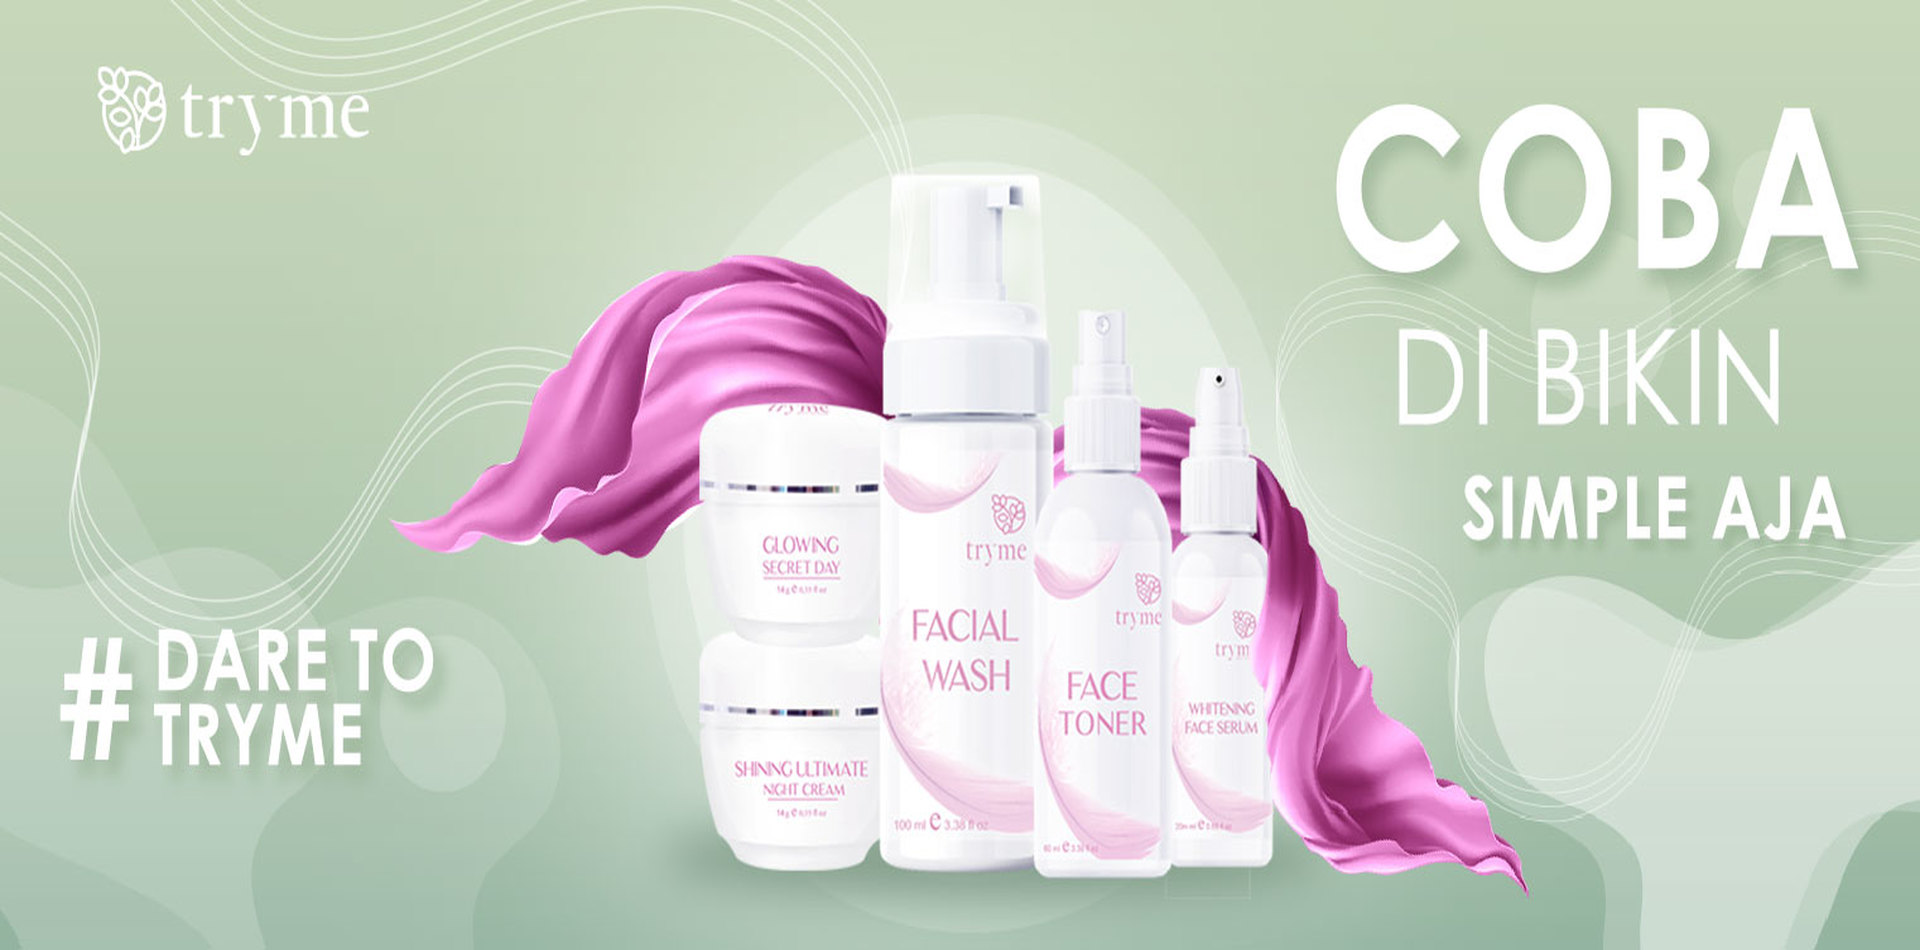 tryme
COBA
DI BIKIN
SIMPLE AJA
# DARE TO
TRYME
tryme
GLOWING
SECRET DAY
SHINING ULTIMATE
NIGHT CREAM
tryme
FACIAL
WASH
100 ml e 3.38 fl oz
tryme
FACE
TONER
trym
WHITENING
FACE SERUM